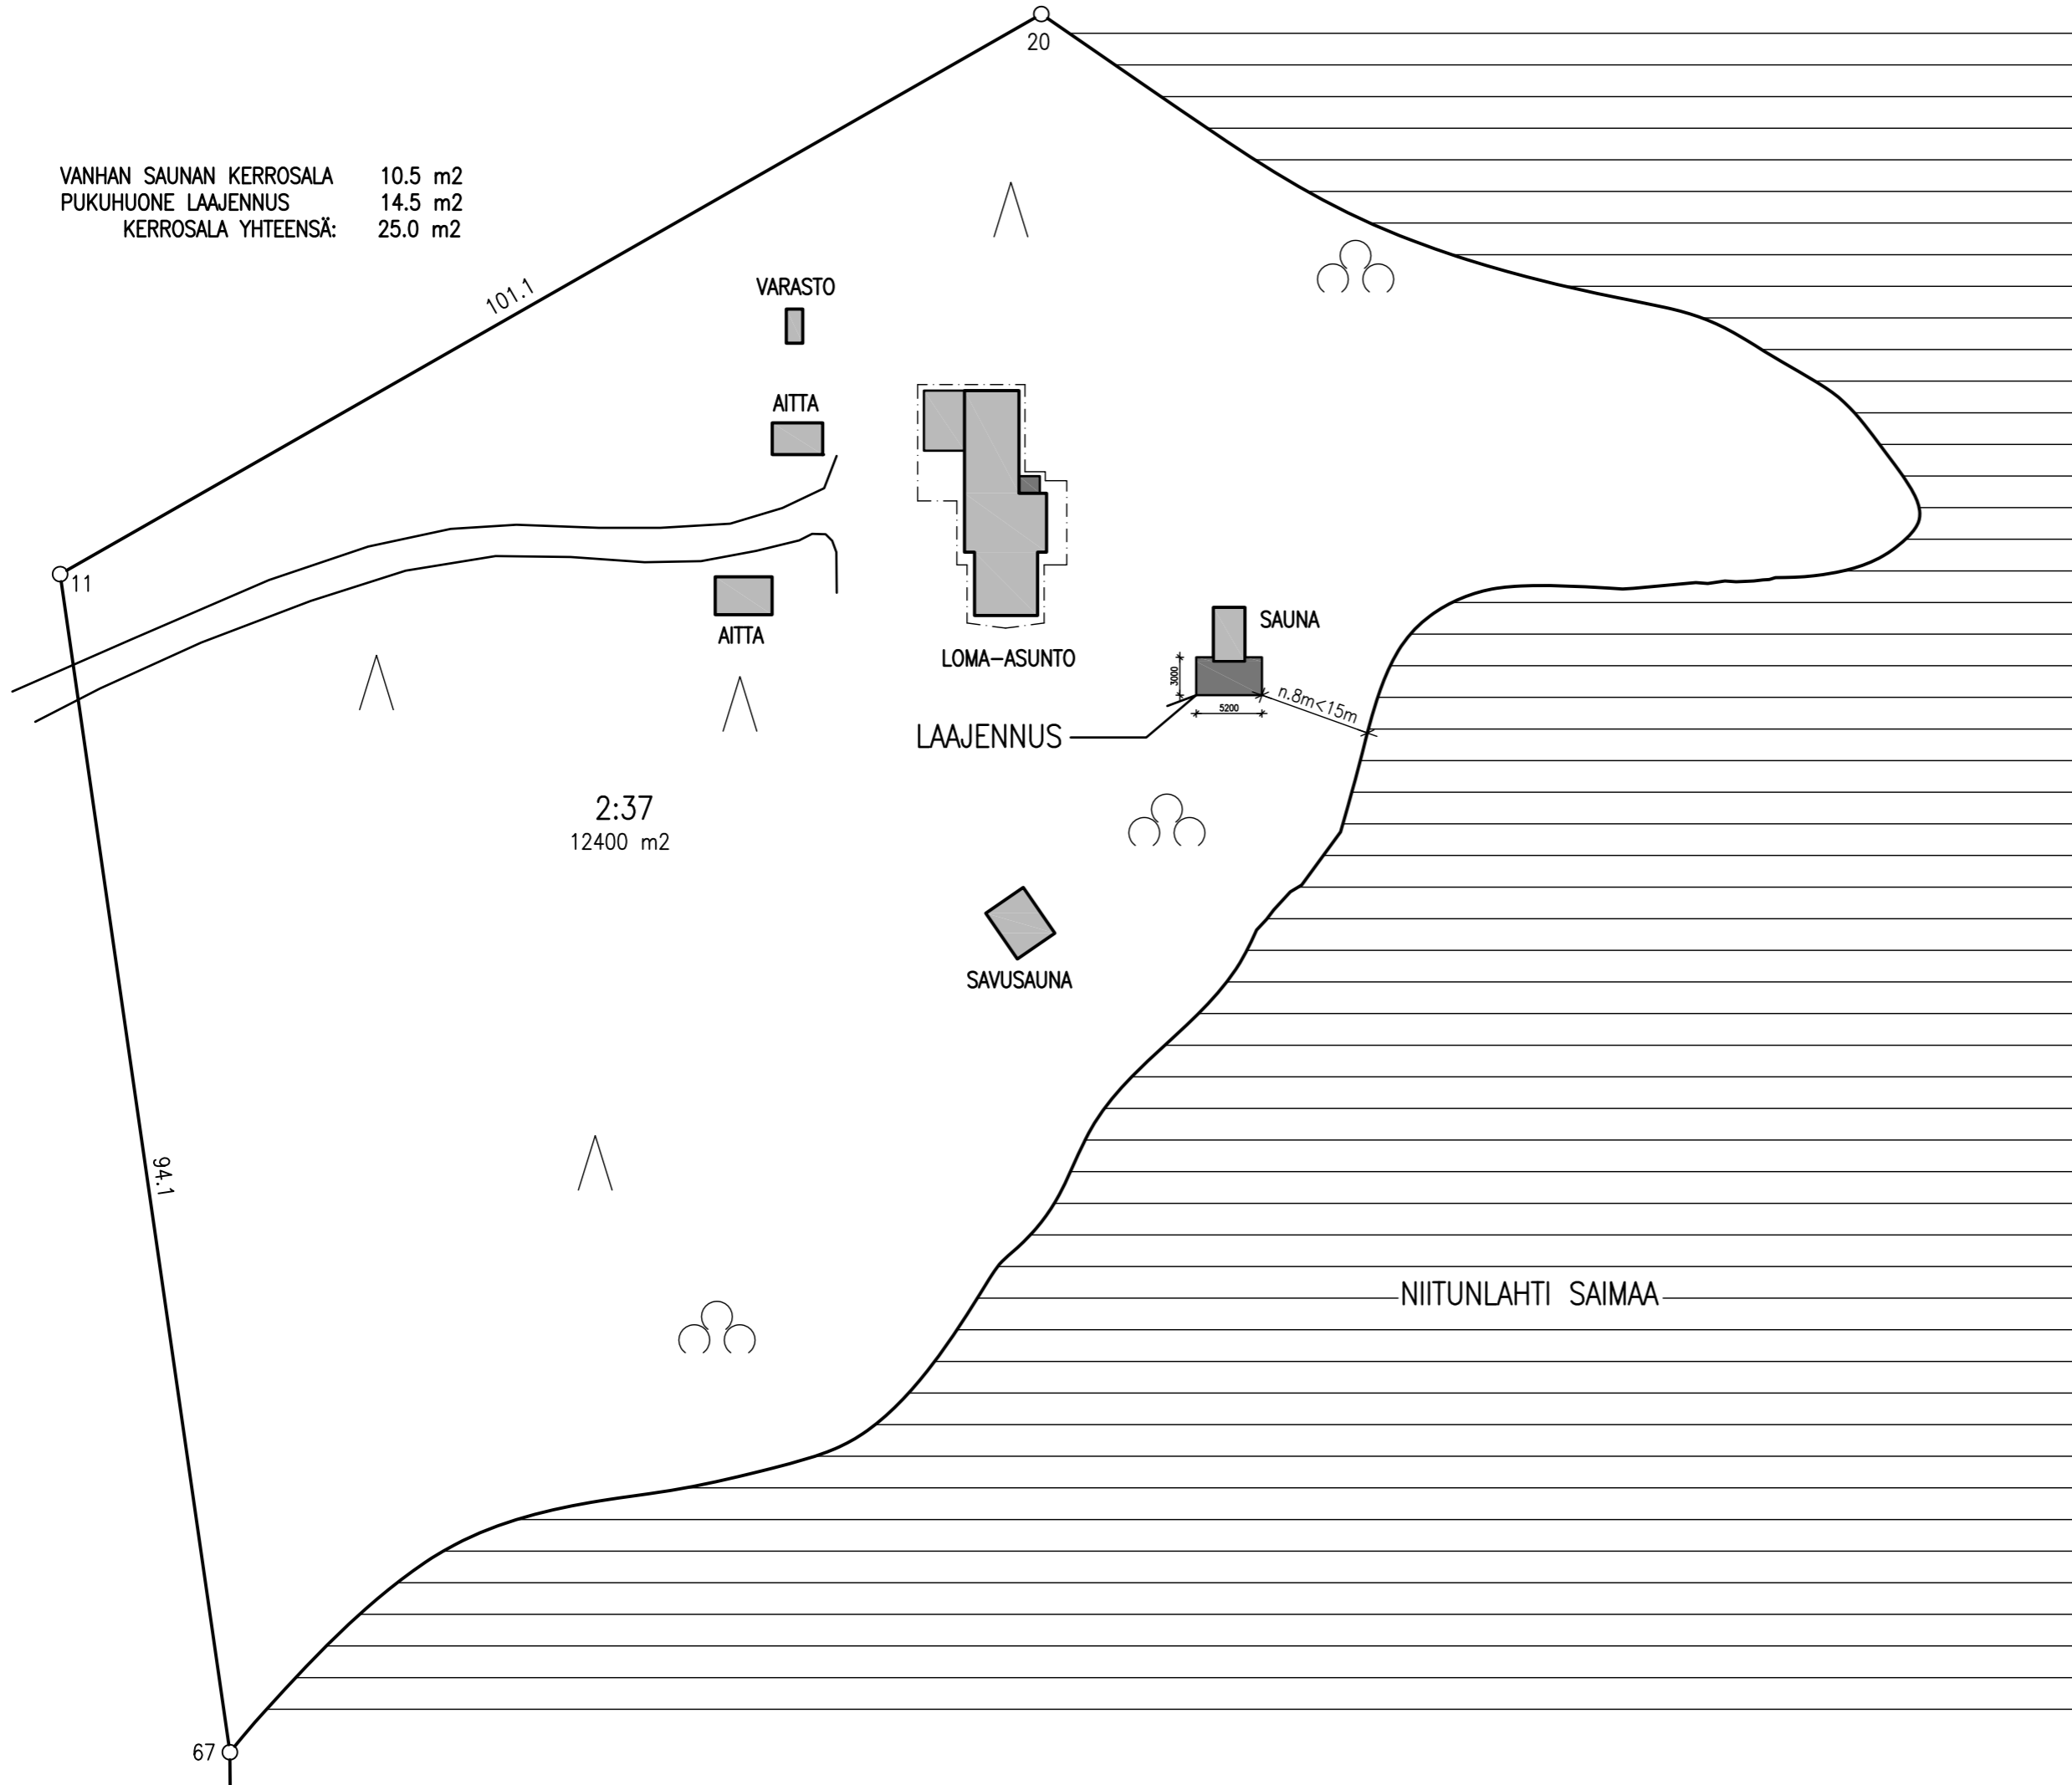 20
VANHAN SAUNAN KERROSALA 10.5 m2
PUKUHUONE LAAJENNUS 14.5 m2
KERROSALA YHTEENSÄ: 25.0 m2
101.1
VARASTO
AITTA
11
AITTA
SAUNA
LOMA-ASUNTO
3000
n.8m<15m
5200
LAAJENNUS
2:37
12400 m2
SAVUSAUNA
94.1
NIITUNLAHTI SAIMAA
67